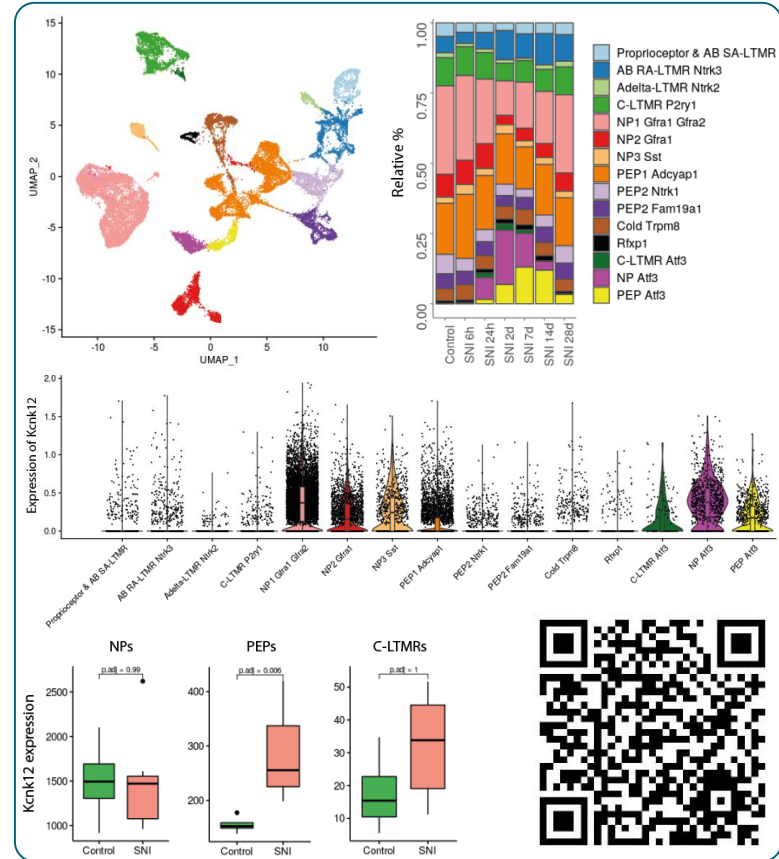 15
10
5
0
-5
-10
15
UMAP_2
-10
0
10
UMAP_1
1.00
0.75
0.50
0.25
0.00
Relative %
Control
SNI 6h
SNI 24h
SNI 2d
SNI 7d
SNI 14d
SNI 28d
Proprioceptor & AB SA-LTMR
AB RA-LTMR Ntrk3
Adelta-LTMR Ntrk2
C-LTMR P2ry1
NP1 Gfra1 Gfra2
NP2 Gfra1
NP3 Sst
PEP1 Adcyap1
PEP2 Ntrk1
PEP2 Fam19a1
Cold Trpm8
Rfxp1
C-LTMR Atf3
NP Atf3
PEP Atf3
Expression of Kcnk12
2.0
1.5
1.0
0.5
0.0
Proprioceptor & AB SA-LTMR
AB RA-LTMR Ntrk3
Adelta-LTMR Ntrk2
C-LTMR P2ry1
NP1 Gfra1 Gfra2
NP2 Gfra1
NP3 Sst
PEP1 Adcyap1
PEP2 Ntrk1
PEP2 Fam19a1
Cold Trpm8
Rfxp1
C-LTMR Atf3
NP Atf3
PEP Atf3
Kcnk12 expression
NPs
p.adj = 0.99
2500
2000
1500
1000
Control
SNI
PEPs
p.adj = 0.006
400
300
200
Control
SNI
C-LTMRs
p.adj = 1
50
40
30
20
10
Control
SNI